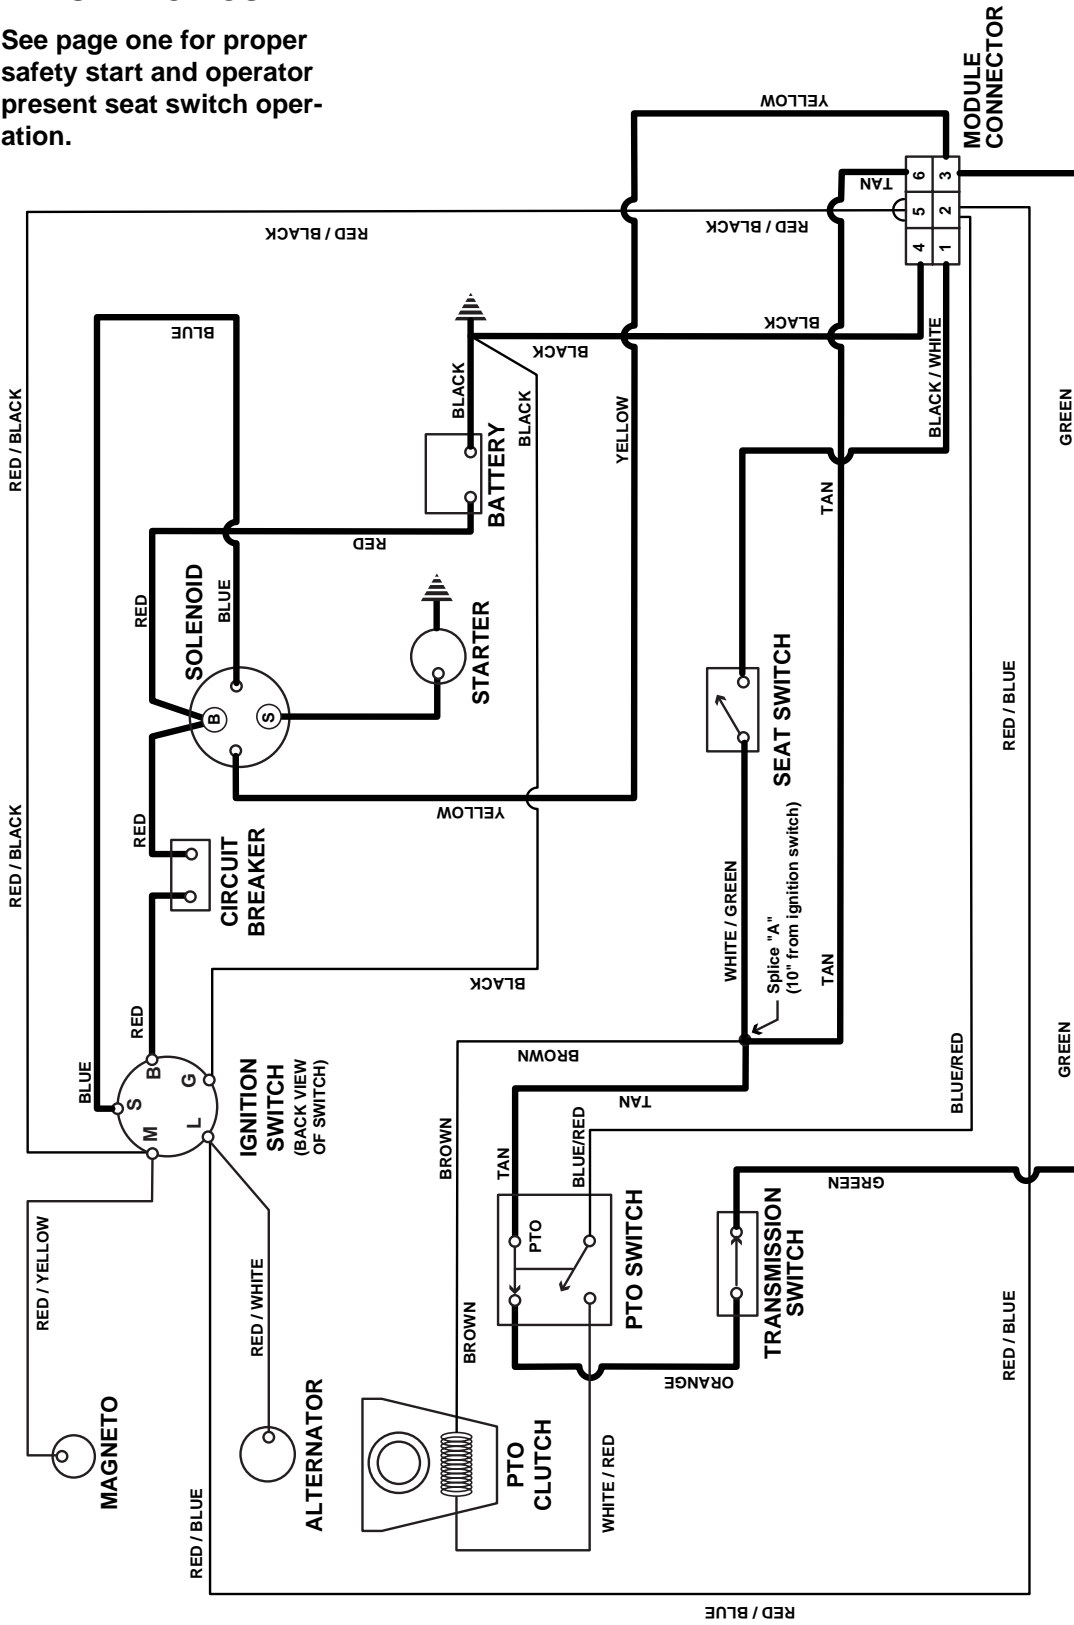 See page one for proper
safety start and operator
present seat switch oper-
ation.
MODULE
CONNECTOR
YELLOW
TAN
6
3
5
2
4
1
RED / BLACK
RED / BLACK
BLUE
BLACK
BLACK
RED / BLACK
BLACK
BLACK
YELLOW
BLACK / WHITE
GREEN
BATTERY
TAN
RED
RED
SOLENOID
BLUE
B
S
STARTER
SEAT SWITCH
RED / BLUE
RED / BLACK
RED
CIRCUIT
BREAKER
YELLOW
WHITE / GREEN
Splice "A"
(10" from ignition switch)
TAN
BLACK
RED
BLUE
B
S
G
M
L
IGNITION
SWITCH
(BACK VIEW
OF SWITCH)
BROWN
TAN
BLUE/RED
GREEN
BROWN
TAN
BLUE/RED
GREEN
RED / YELLOW
RED / WHITE
PTO
PTO SWITCH
TRANSMISSION
SWITCH
BROWN
ORANGE
RED / BLUE
MAGNETO
ALTERNATOR
PTO
CLUTCH
WHITE / RED
RED / BLUE
RED / BLUE